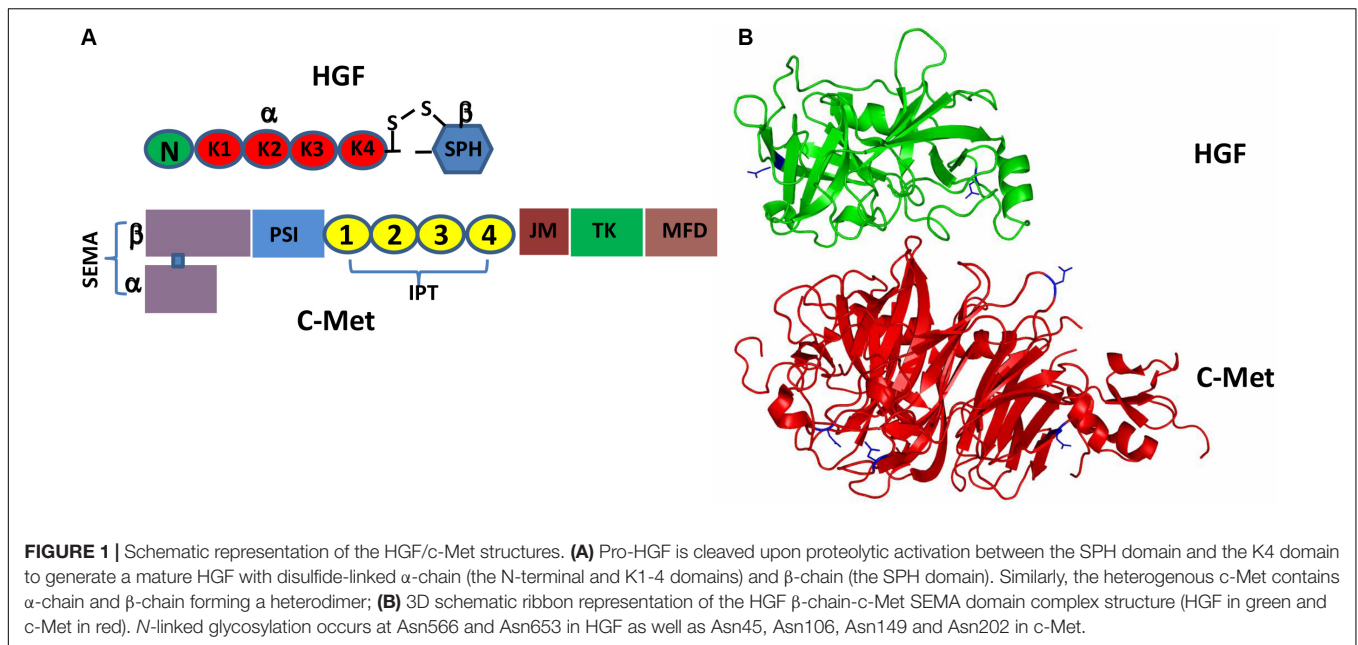 A
HGF
α
S
S
β
N
K1
K2
K3
K4
SPH
SEMA
β
α
PSI
1
2
3
4
IPT
JM
TK
MFD
C-Met
B
HGF
C-Met
FIGURE 1 | Schematic representation of the HGF/c-Met structures. (A) Pro-HGF is cleaved upon proteolytic activation between the SPH domain and the K4 domain
to generate a mature HGF with disulfide-linked α-chain (the N-terminal and K1-4 domains) and β-chain (the SPH domain). Similarly, the heterogenous c-Met contains
α-chain and β-chain forming a heterodimer; (B) 3D schematic ribbon representation of the HGF β-chain-c-Met SEMA domain complex structure (HGF in green and
c-Met in red). N-linked glycosylation occurs at Asn566 and Asn653 in HGF as well as Asn45, Asn106, Asn149 and Asn202 in c-Met.